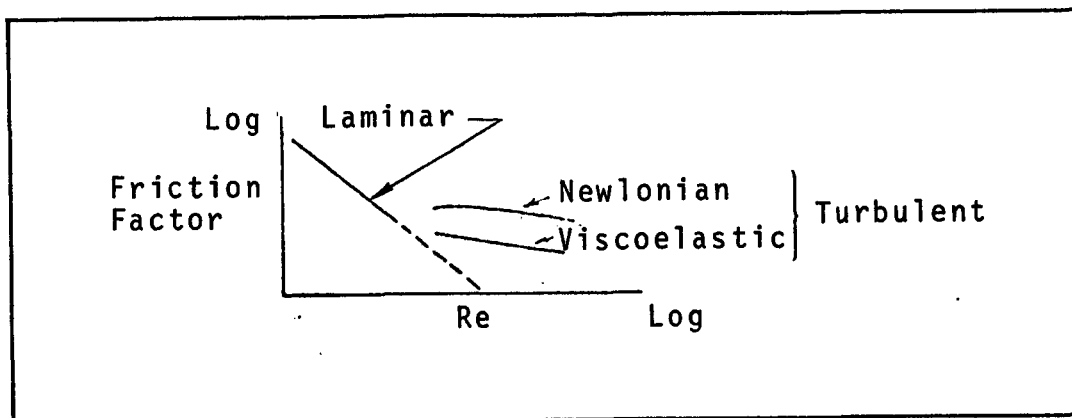 Log Laminar
Friction
Factor
Newlonian
Viscoelastic
Turbulent
Re Log